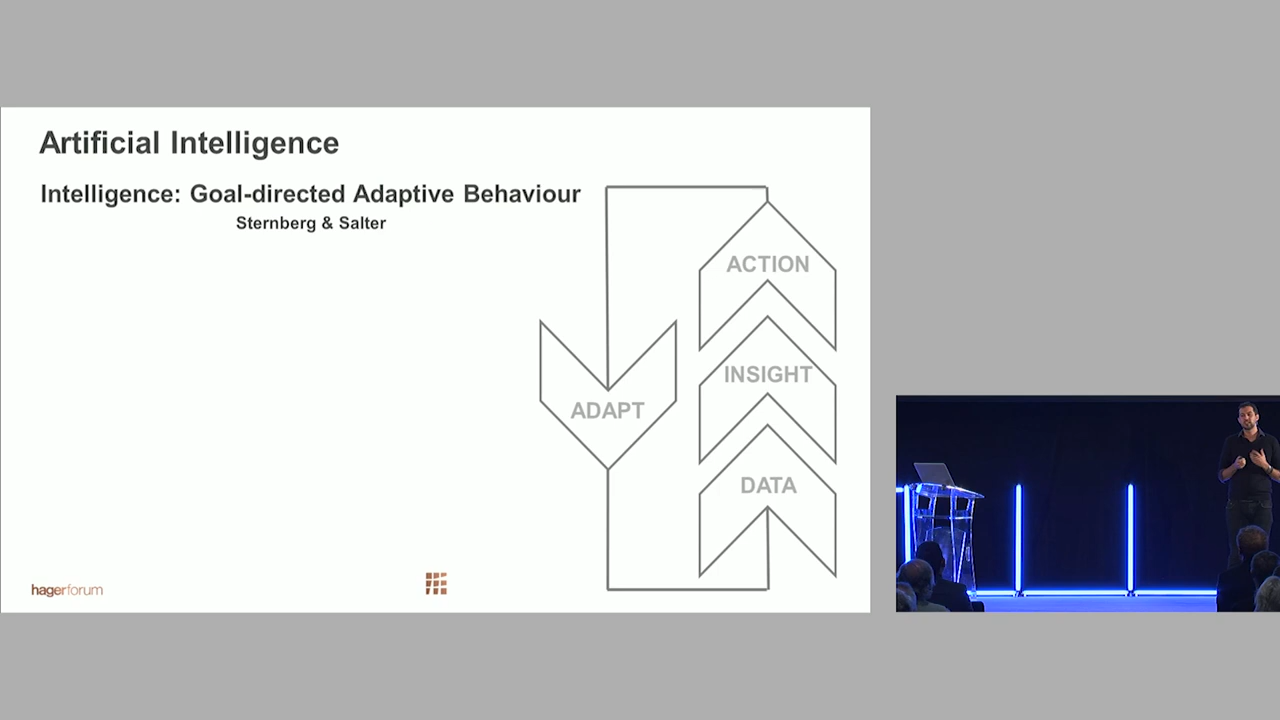 Artificial Intelligence
Intelligence: Goal-directed Adaptive Behaviour
Sternberg & Salter
ACTION
INSIGHT
ADAPT
DATA
hagerforum